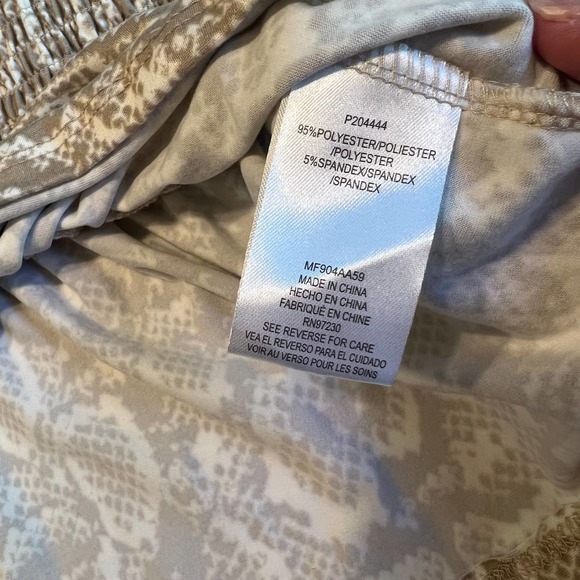 P204444
95%POLYESTER/POLIESTER
/POLYESTER
5%SPANDEX/SPANDEX
/SPANDEX
MF904AA59
MADE IN CHINA
HECHO EN CHINA
FABRIQUÉ EN CHINE
RN97230
SEE REVERSE FOR CARE
VEA EL REVERSO PARA EL CUIDADO
VOIR AU VERSO POUR LES SOINS